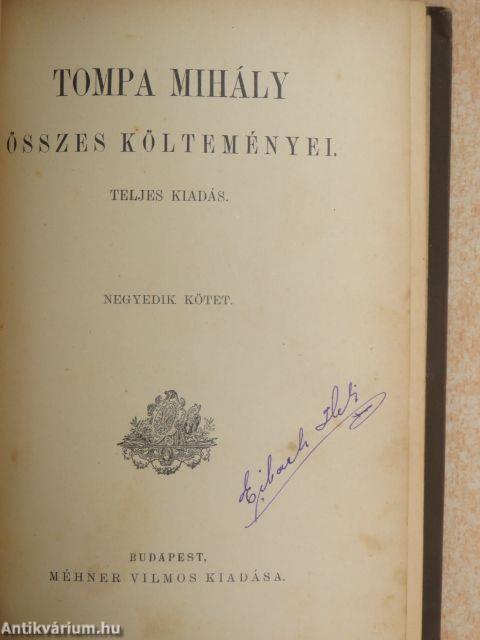 TOMPA MIHÁLY
ÖSSZES KÖLTEMÉNYEI.
TELJES KIADÁS.
NEGYEDIK KÖTET.
BUDAPEST,
MÉHNER VILMOS KIADÁSA.
Antikvárium.hu